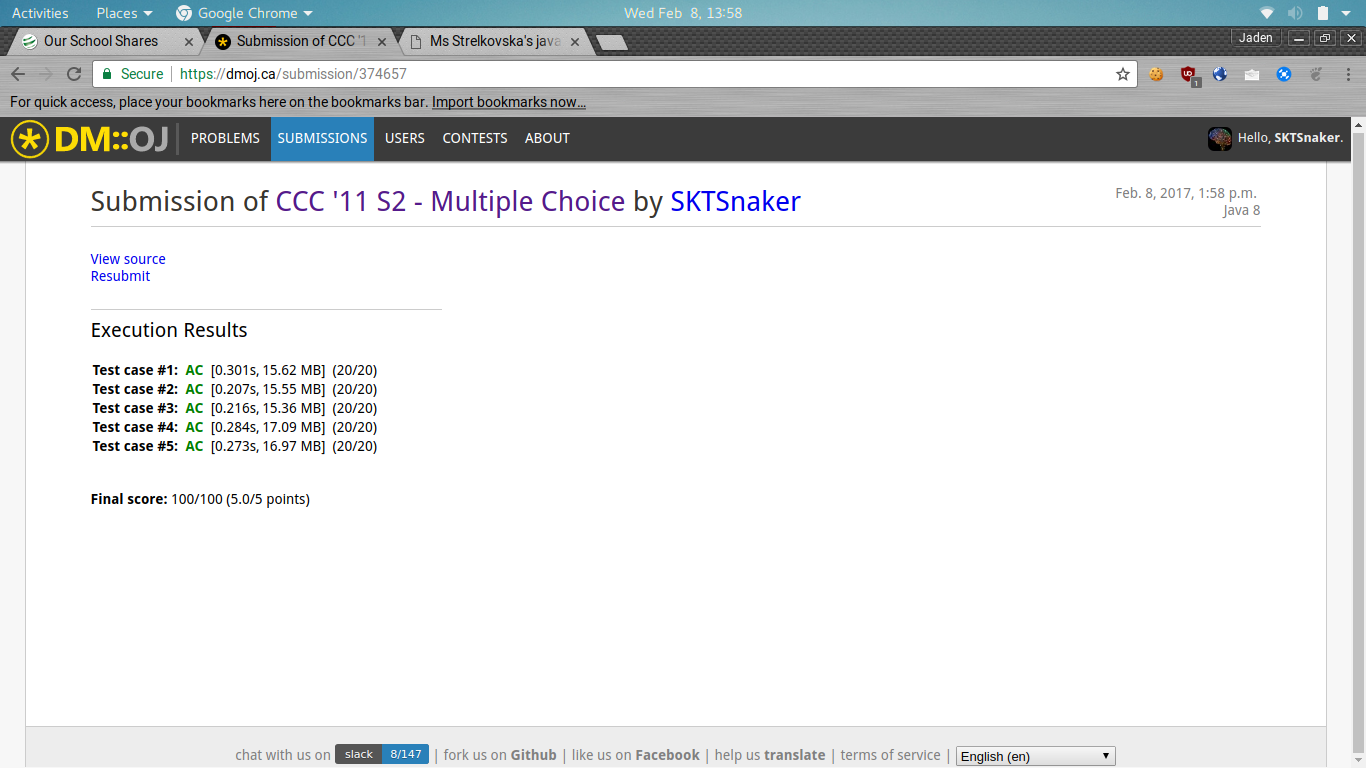 Activities Places Google Chrome Wed Feb 8, 13:58
Our School Shares Submission of CCC '1 Ms Strelkovska's java Jaden
Secure https://dmoj.ca/submission/374657
For quick access, place your bookmarks here on the bookmarks bar. Import bookmarks now...
DM::OJ PROBLEMS SUBMISSIONS USERS CONTESTS ABOUT Hello, SKTSnaker.
Submission of CCC '11 S2 - Multiple Choice by SKTSnaker
Feb. 8, 2017, 1:58 p.m.
Java 8
View source
Resubmit
Execution Results
Test case #1: AC [0.301s, 15.62 MB] (20/20)
Test case #2: AC [0.207s, 15.55 MB] (20/20)
Test case #3: AC [0.216s, 15.36 MB] (20/20)
Test case #4: AC [0.284s, 17.09 MB] (20/20)
Test case #5: AC [0.273s, 16.97 MB] (20/20)
Final score: 100/100 (5.0/5 points)
chat with us on slack 8/147 | fork us on Github | like us on Facebook | help us translate | terms of service | English (en)